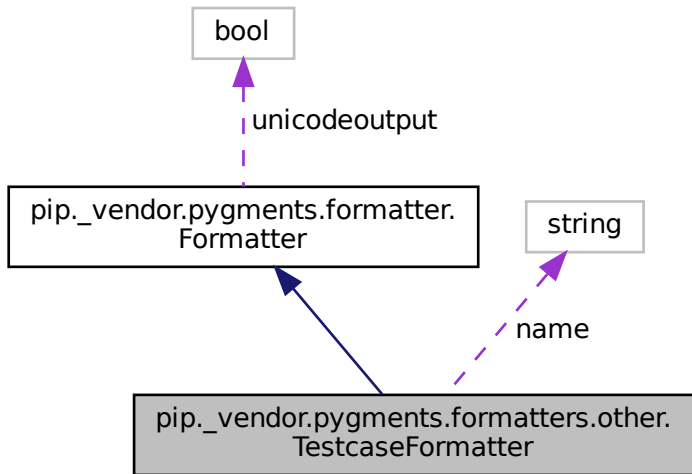 bool
unicodeoutput
pip._vendor.pygments.formatter.
Formatter
string
name
pip._vendor.pygments.formatters.other.
TestcaseFormatter